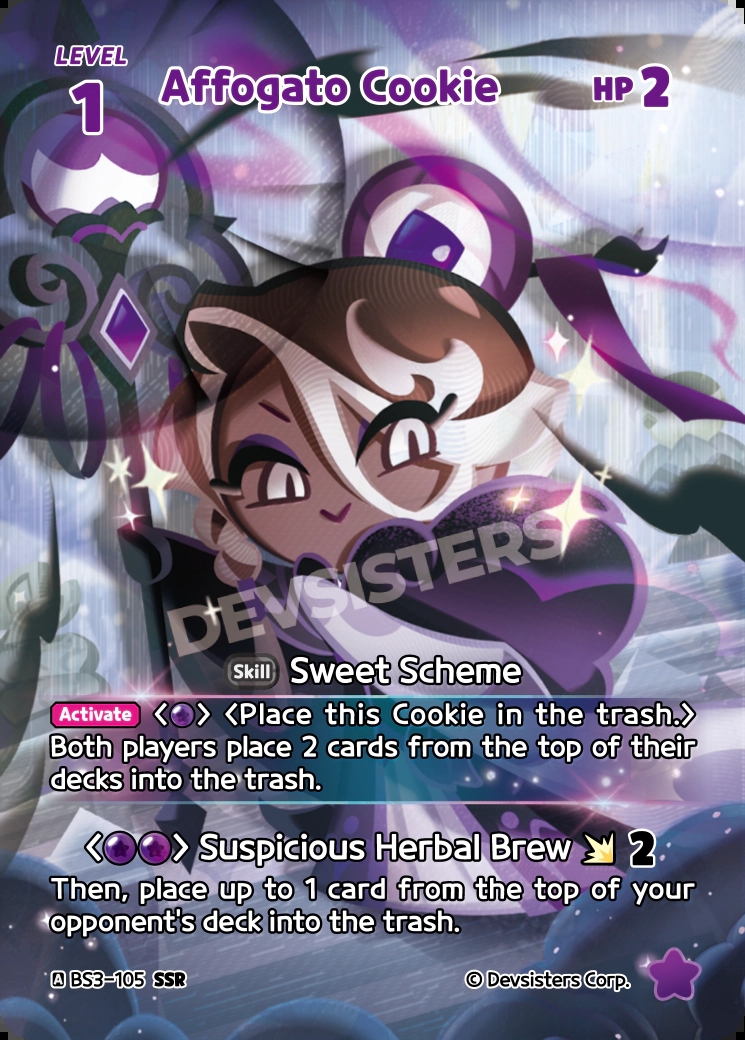 LEVEL
1
Affogato Cookie
HP 2
DEVSISTERS
Skill Sweet Scheme
Activate < > <Place this Cookie in the trash.>
Both players place 2 cards from the top of their
decks into the trash.
< > Suspicious Herbal Brew 2
Then, place up to 1 card from the top of your
opponent's deck into the trash.
A BS3-105 SSR
© Devsisters Corp.